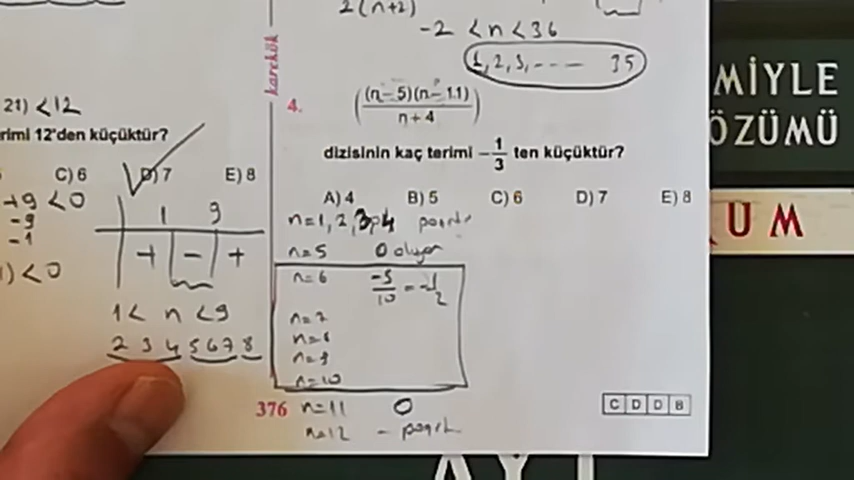 2(n+2)
-2 < n < 36
1, 2, 3, ---- 35
karekök
21) < 12
rimi 12'den küçüktür?
C) 6 D) 7 E) 8
+9 < 0
-9
-1
) < 0
1 9
+ - +
1 < n < 9
2 3 4 5 6 7 8
4.
(n-5)(n-11)
n+4
dizisinin kaç terimi -1/3 ten küçüktür?
A) 4 B) 5 C) 6 D) 7 E) 8
n=1, 2, 3, 4
n=5 0 oluyor
n=6 -5/10 = -1/2
n=7
n=8
n=9
n=10
376 n=11 0
n=12
C D D B
MİYLE
ÖZÜMÜ
UM
AYT